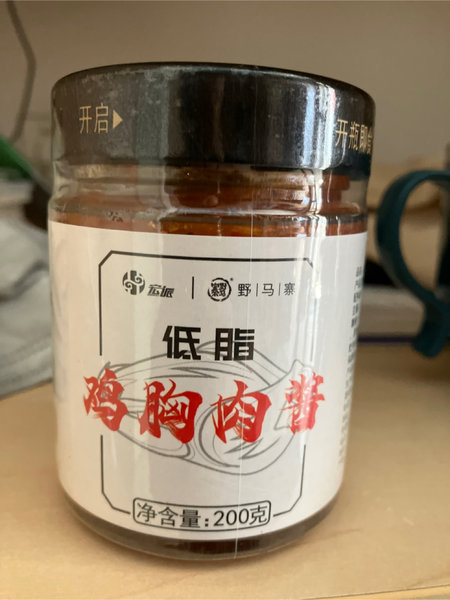 开启
开瓶即
宏派 野马寨
低脂
鸡胸肉酱
净含量:200克